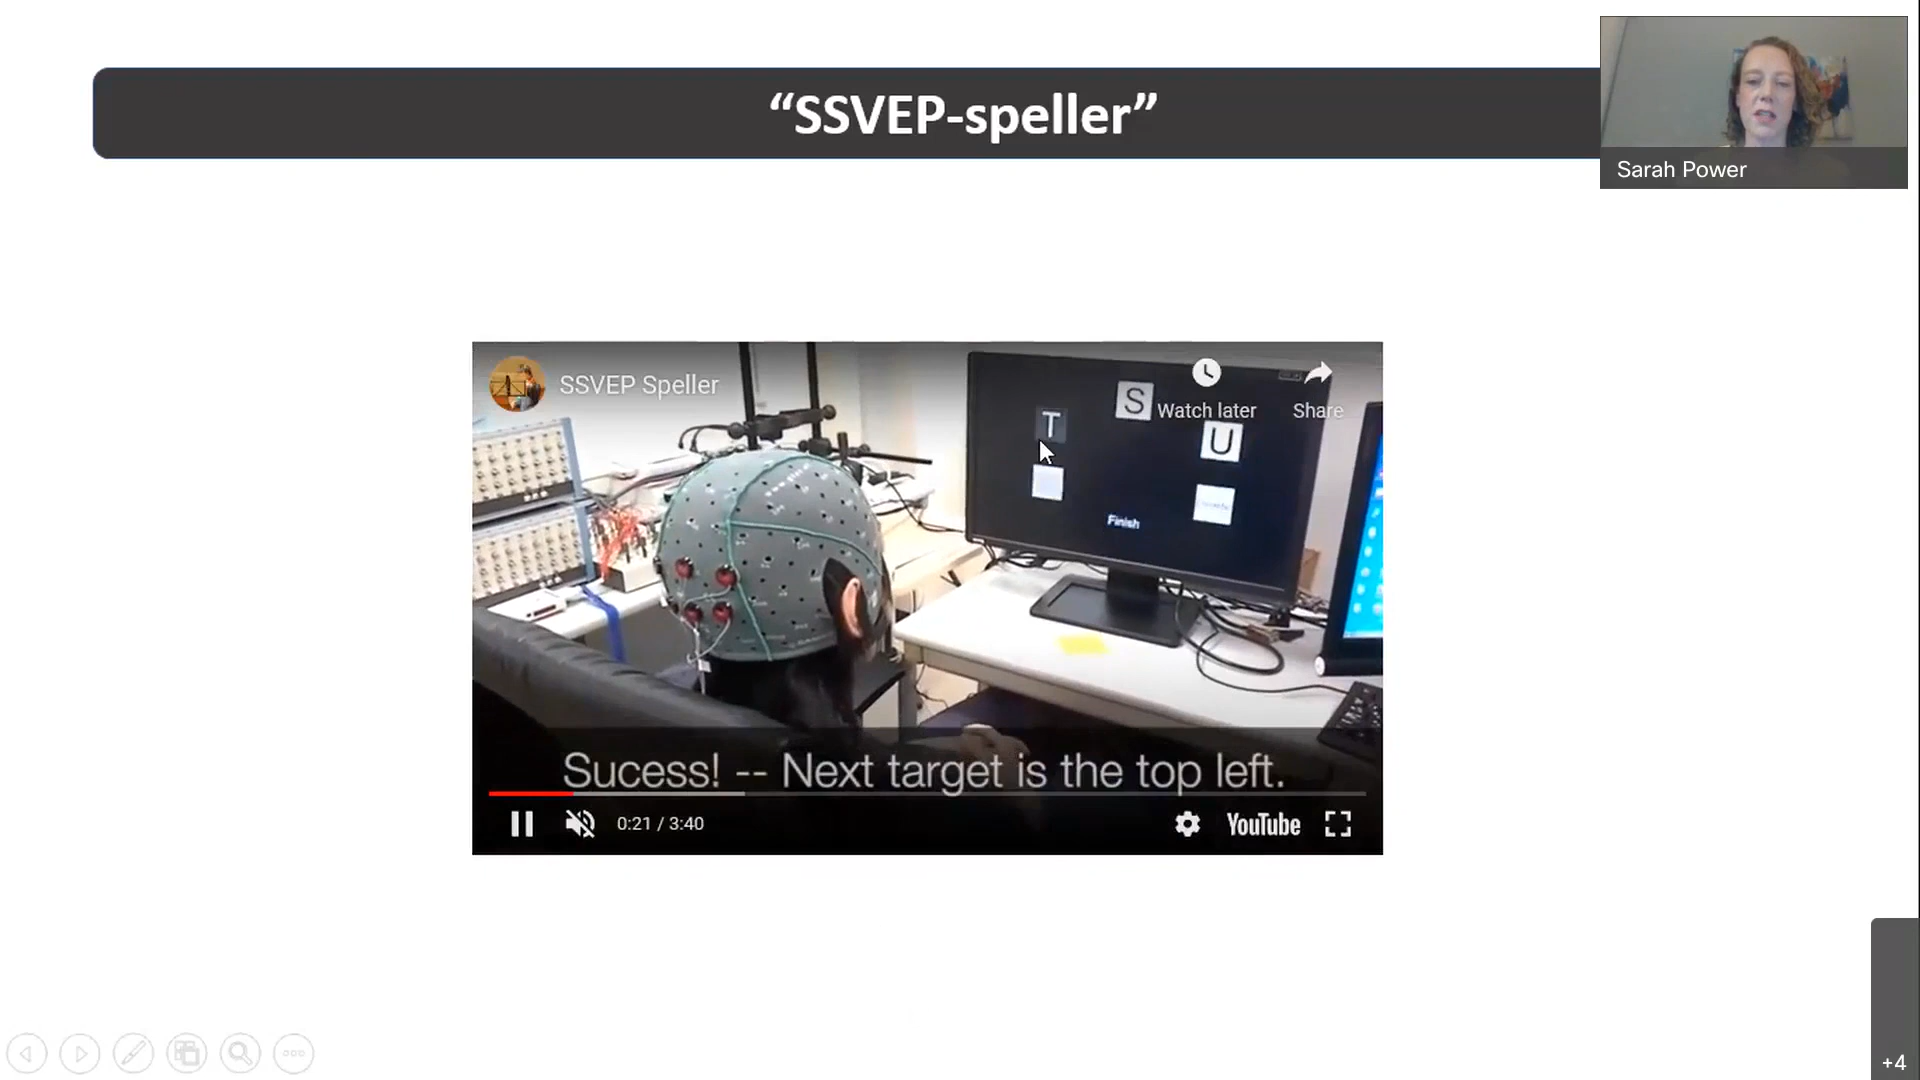 “SSVEP-speller”
Sarah Power
SSVEP Speller
Watch later
Share
S
T
U
Finish
Sucess! -- Next target is the top left.
0:21 / 3:40
YouTube
+4